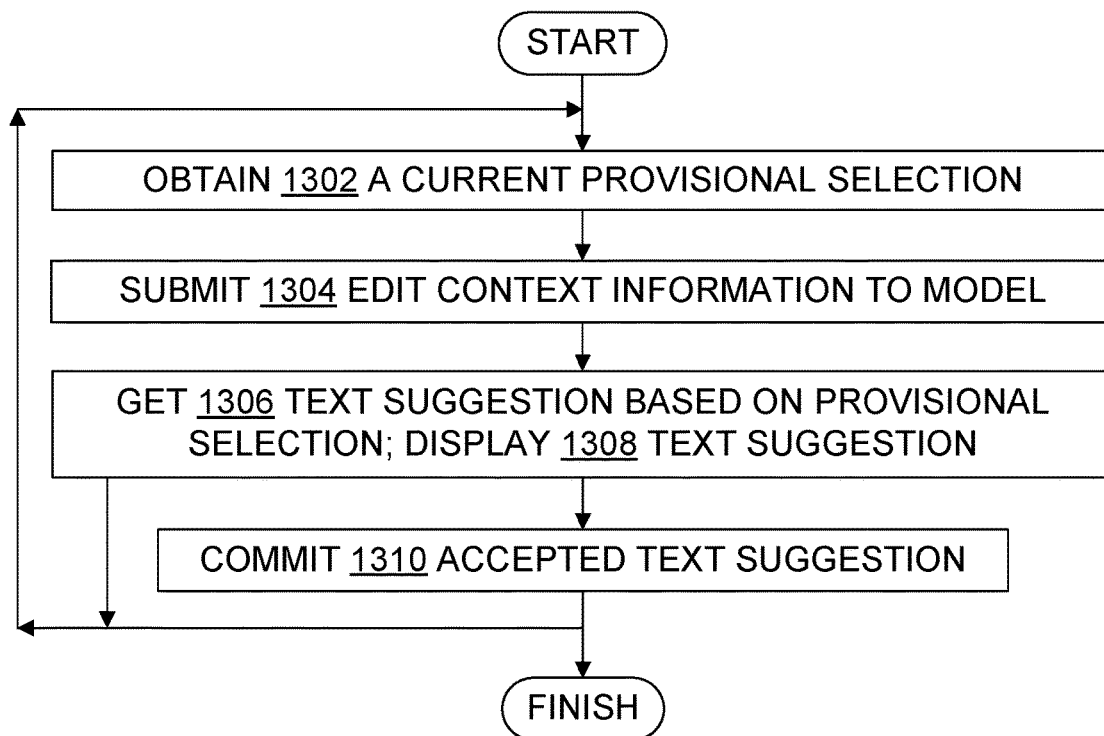 START
OBTAIN 1302 A CURRENT PROVISIONAL SELECTION
SUBMIT 1304 EDIT CONTEXT INFORMATION TO MODEL
GET 1306 TEXT SUGGESTION BASED ON PROVISIONAL
SELECTION; DISPLAY 1308 TEXT SUGGESTION
COMMIT 1310 ACCEPTED TEXT SUGGESTION
FINISH